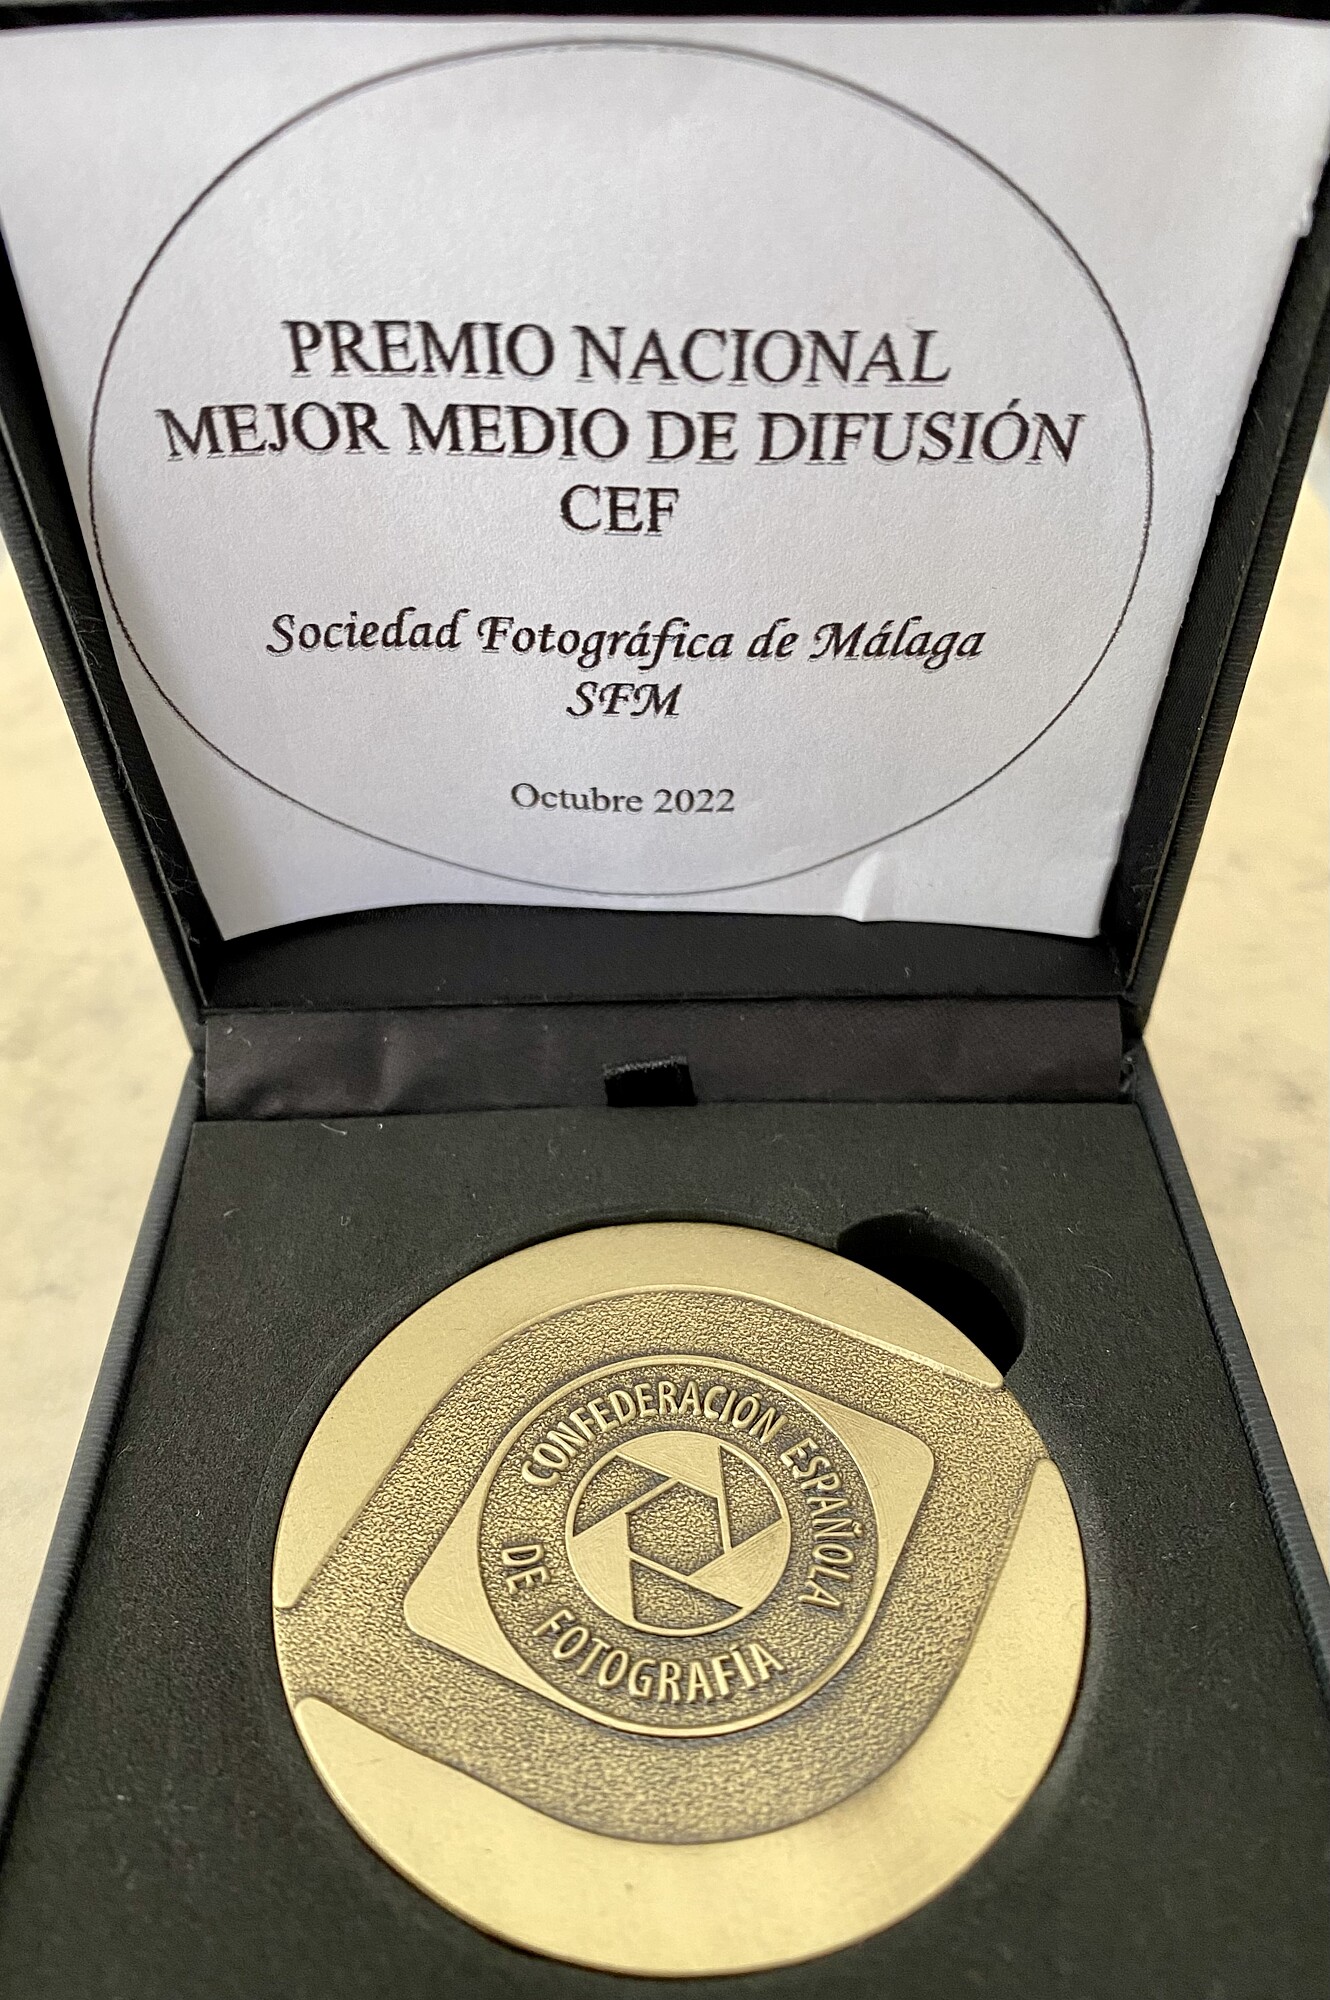 PREMIO NACIONAL
MEJOR MEDIO DE DIFUSIÓN
CEF
Sociedad Fotográfica de Málaga
SFM
Octubre 2022
CONFEDERACIÓN ESPAÑOLA
DE FOTOGRAFÍA